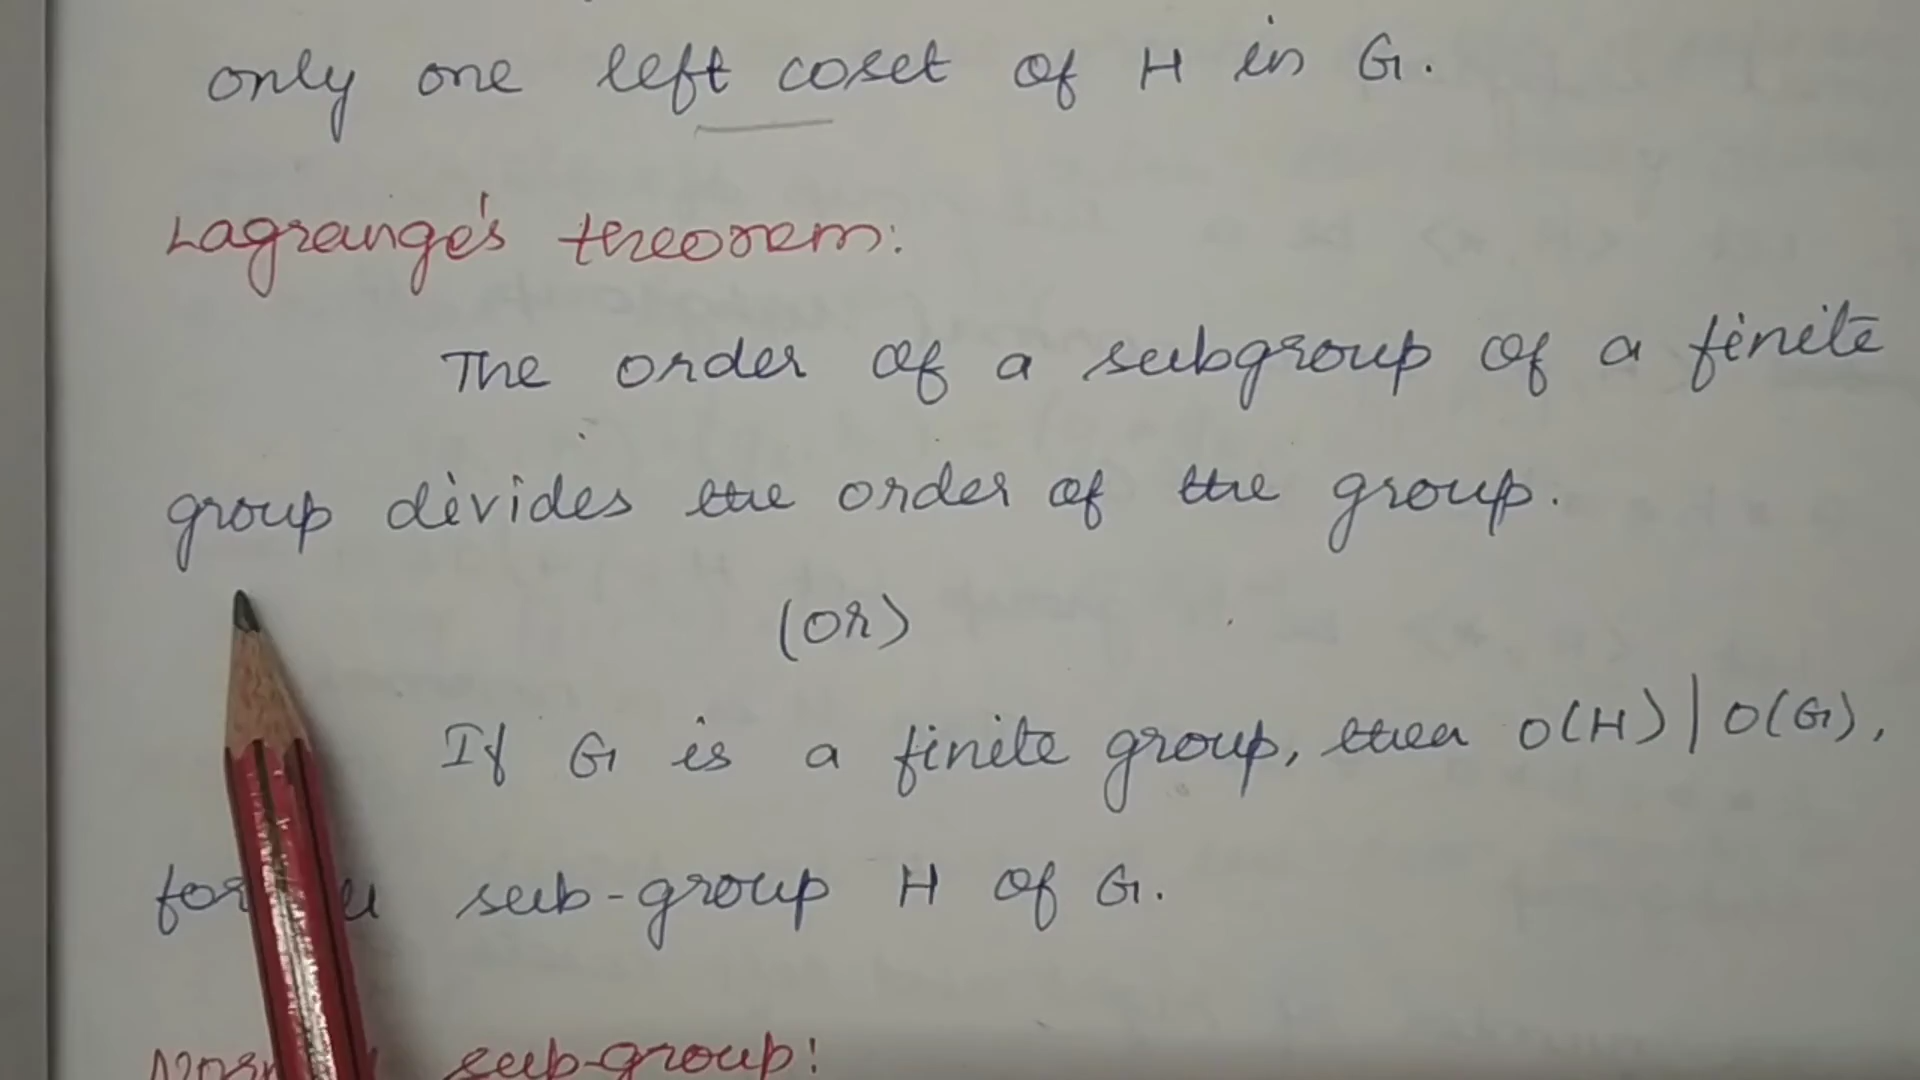 only one left coset of H in G.
Lagrange's theorem:
The order of a subgroup of a finite
group divides the order of the group.
(or)
If G is a finite group, then O(H) | O(G),
sub-group H of G.
sub-group: